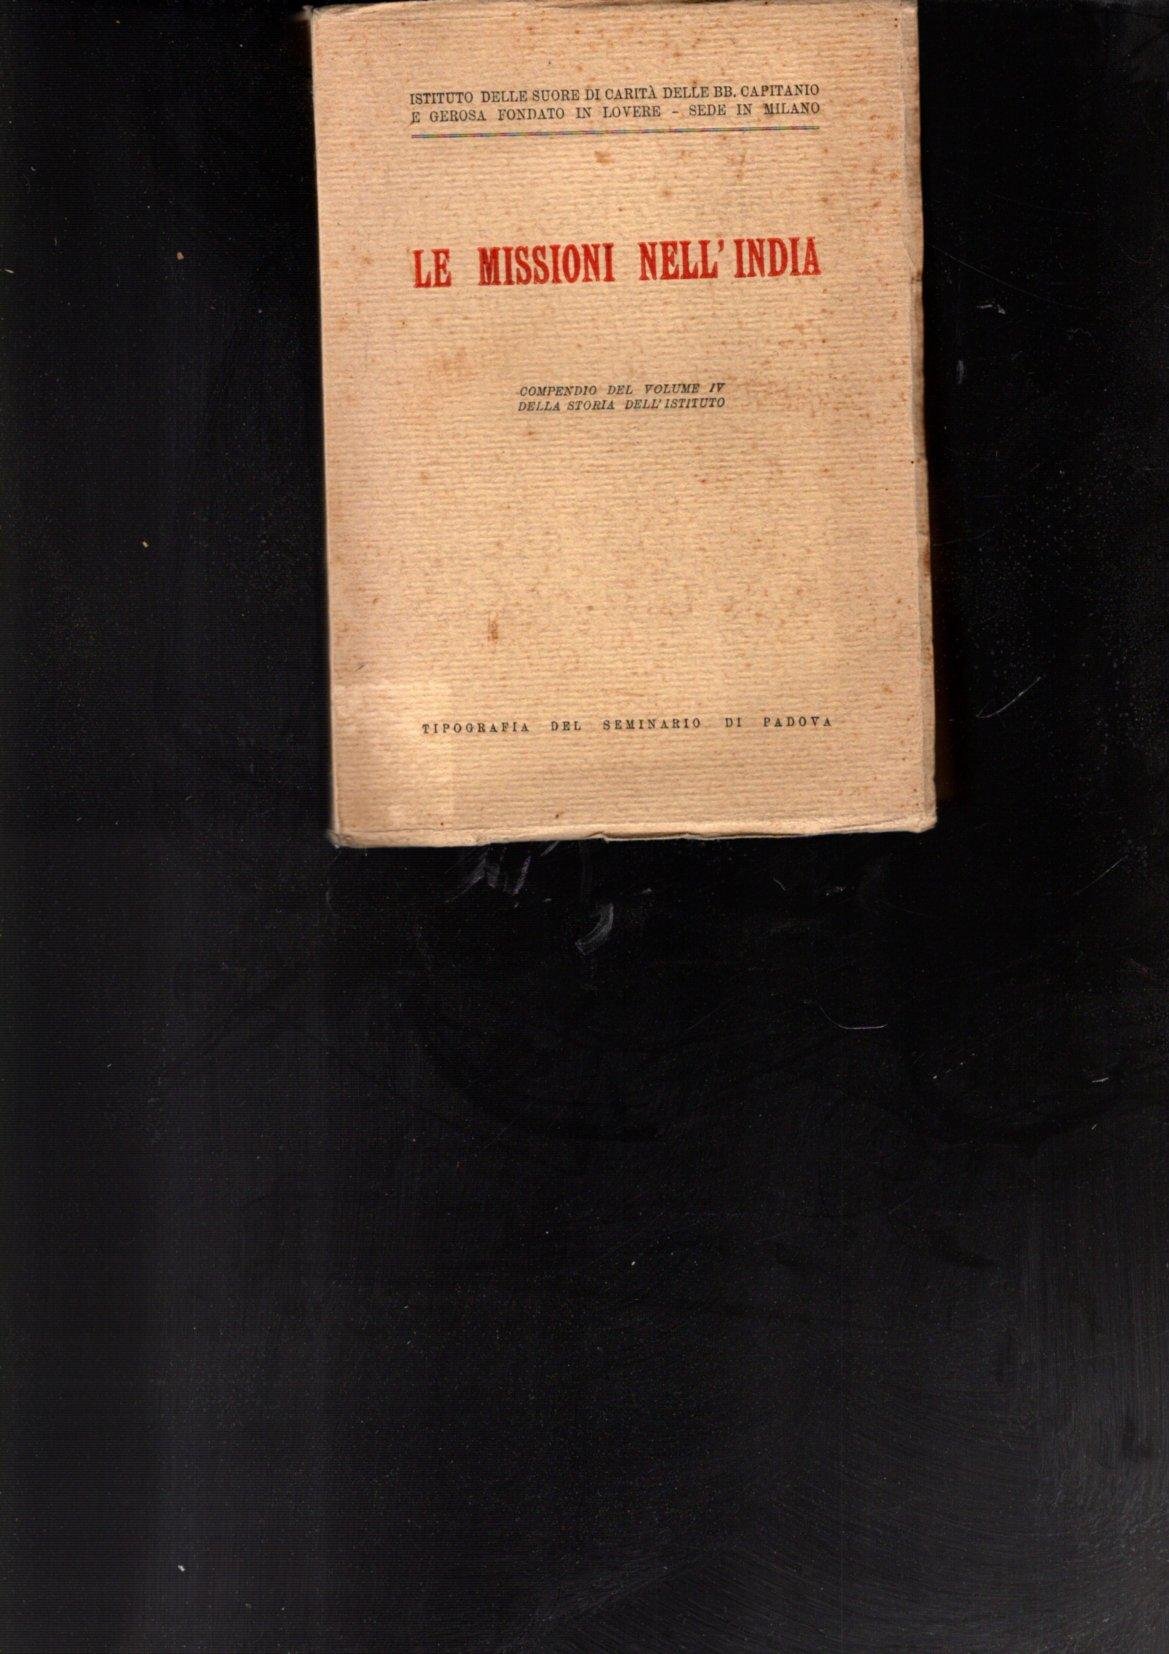 ISTITUTO DELLE SUORE DI CARITÀ DELLE BB. CAPITANIO
E GEROSA FONDATO IN LOVERE - SEDE IN MILANO
LE MISSIONI NELL' INDIA
COMPENDIO DEL VOLUME IV
DELLA STORIA DELL' ISTITUTO
TIPOGRAFIA DEL SEMINARIO DI PADOVA